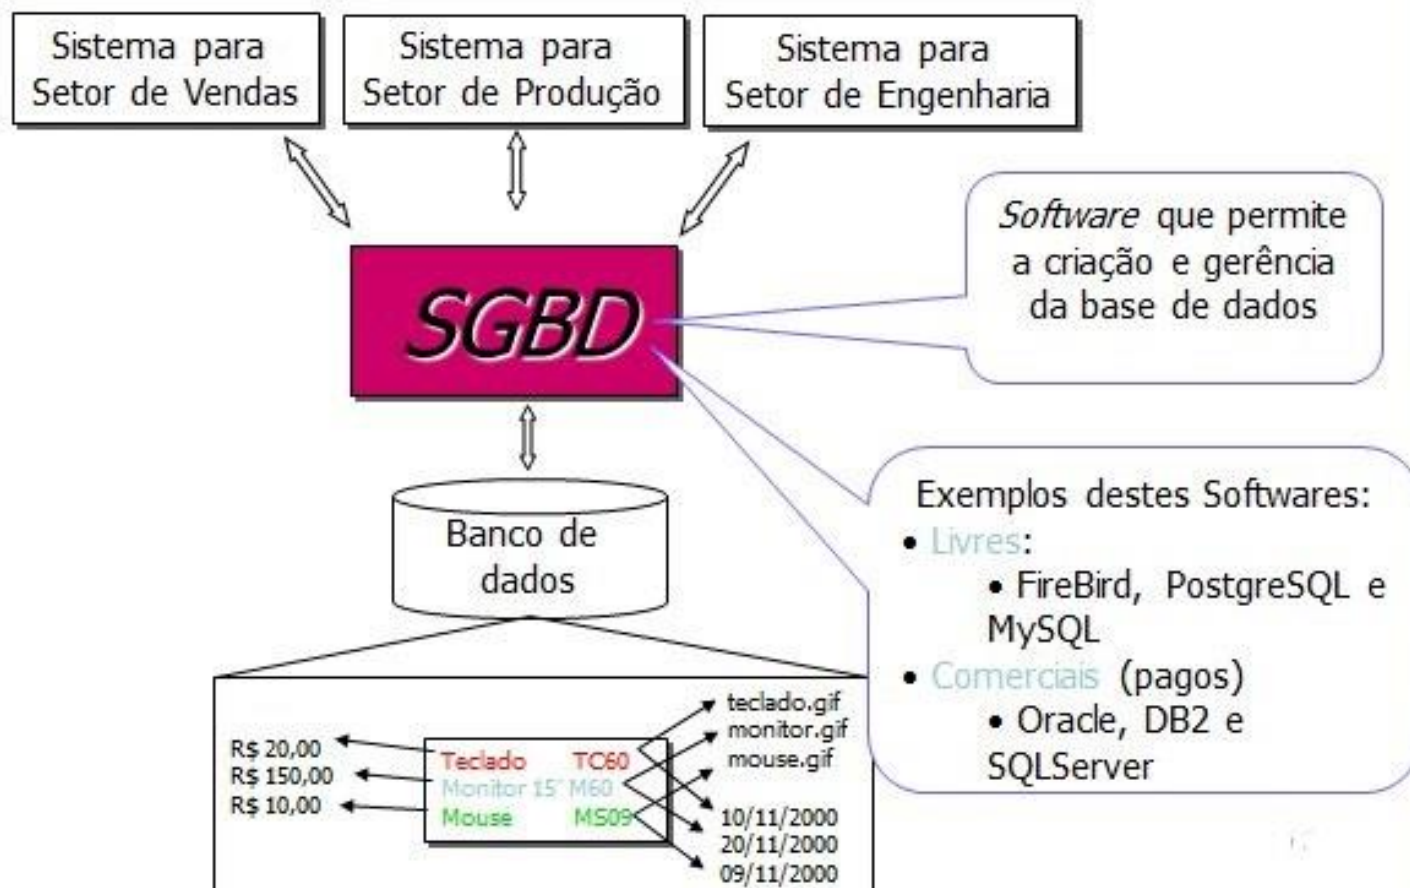 Sistema para
Setor de Vendas
Sistema para
Setor de Produção
Sistema para
Setor de Engenharia
SGBD
Software que permite
a criação e gerência
da base de dados
Banco de
dados
Exemplos destes Softwares:
• Livres:
• FireBird, PostgreSQL e
MySQL
• Comerciais (pagos)
• Oracle, DB2 e
SQLServer
R$ 20,00
R$ 150,00
R$ 10,00
Teclado TC60
Monitor 15" M60
Mouse MS09
teclado.gif
monitor.gif
mouse.gif
10/11/2000
20/11/2000
09/11/2000